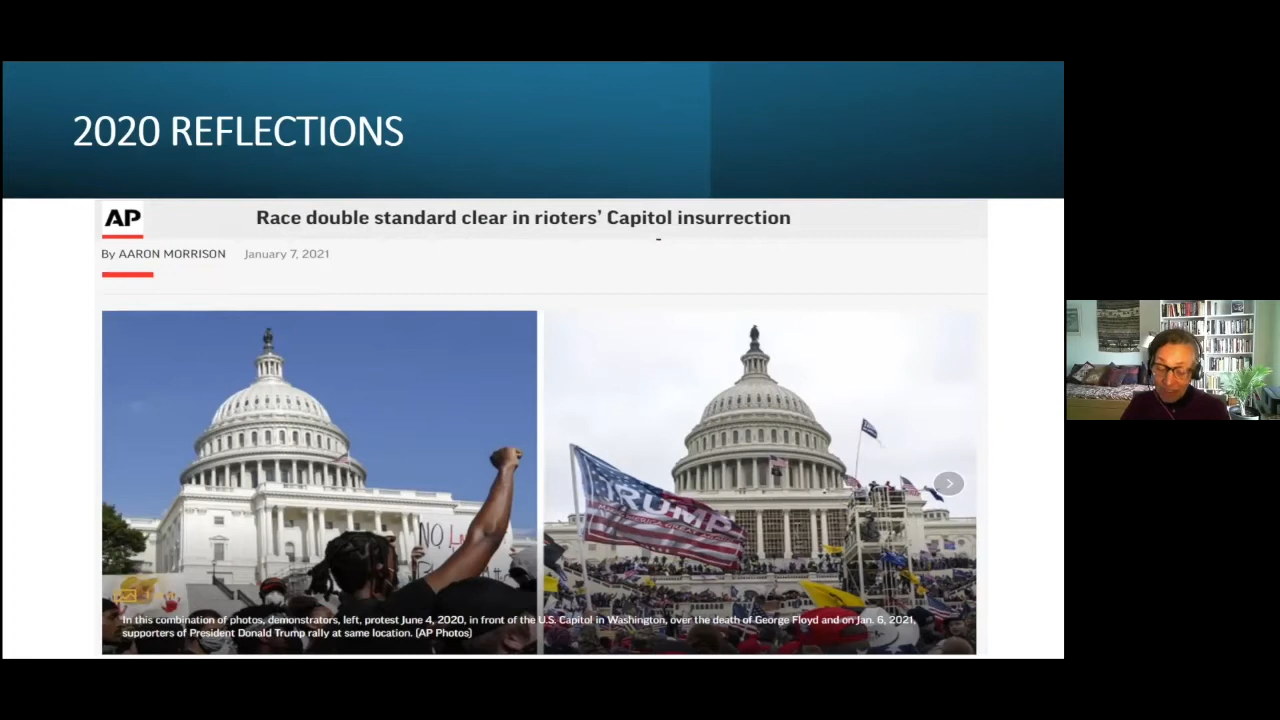 2020 REFLECTIONS
AP
Race double standard clear in rioters' Capitol insurrection
By AARON MORRISON January 7, 2021
TRUMP
NO
In this combination of photos, demonstrators, left, protest June 4, 2020, in front of the U.S. Capitol in Washington, over the death of George Floyd and on Jan. 6, 2021,
supporters of President Donald Trump rally at same location. (AP Photos)